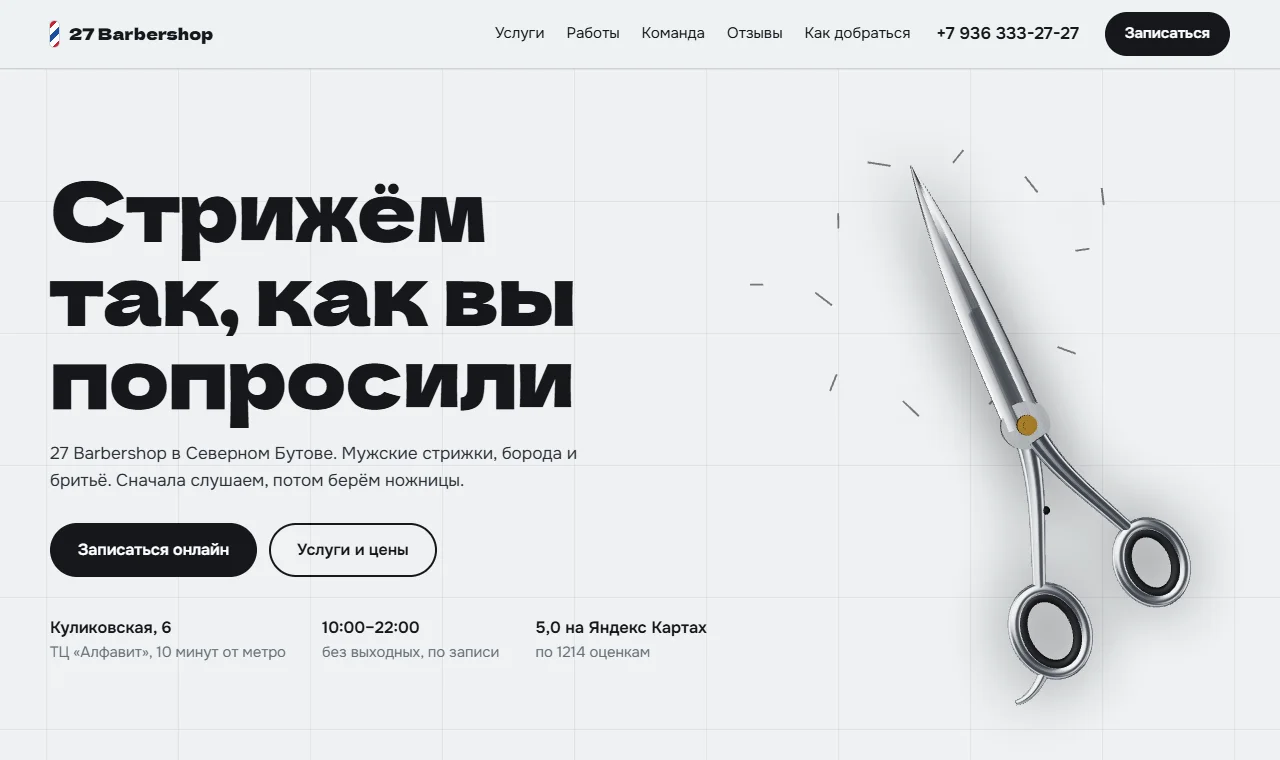 27 Barbershop
Услуги Работы Команда Отзывы Как добраться +7 936 333-27-27 Записаться
Стрижём
так, как вы
попросили
27 Barbershop в Северном Бутове. Мужские стрижки, борода и
бритьё. Сначала слушаем, потом берём ножницы.
Записаться онлайн Услуги и цены
Куликовская, 6 10:00–22:00 5,0 на Яндекс Картах
ТЦ «Алфавит», 10 минут от метро без выходных, по записи по 1214 оценкам